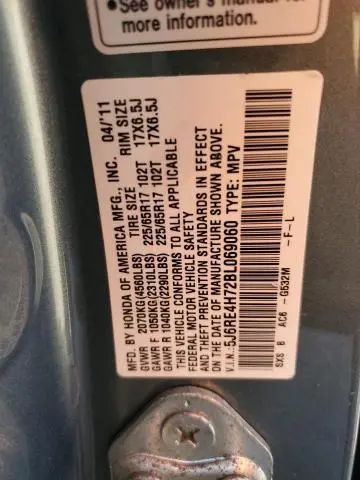 •See owner's manual for
more information.
MFD. BY HONDA OF AMERICA MFG., INC. 04/'11
TIRE SIZE RIM SIZE
GVWR 2070KG(4560LBS)
GAWR F 1050KG(2310LBS) 225/65R17 102T 17X6.5J
GAWR R 1040KG(2290LBS) 225/65R17 102T 17X6.5J
THIS VEHICLE CONFORMS TO ALL APPLICABLE
FEDERAL MOTOR VEHICLE SAFETY
AND THEFT PREVENTION STANDARDS IN EFFECT
ON THE DATE OF MANUFACTURE SHOWN ABOVE.
V.I.N.: 5J6RE4H72BL069060 TYPE: MPV
SXS B AC6 -G532M -F-L